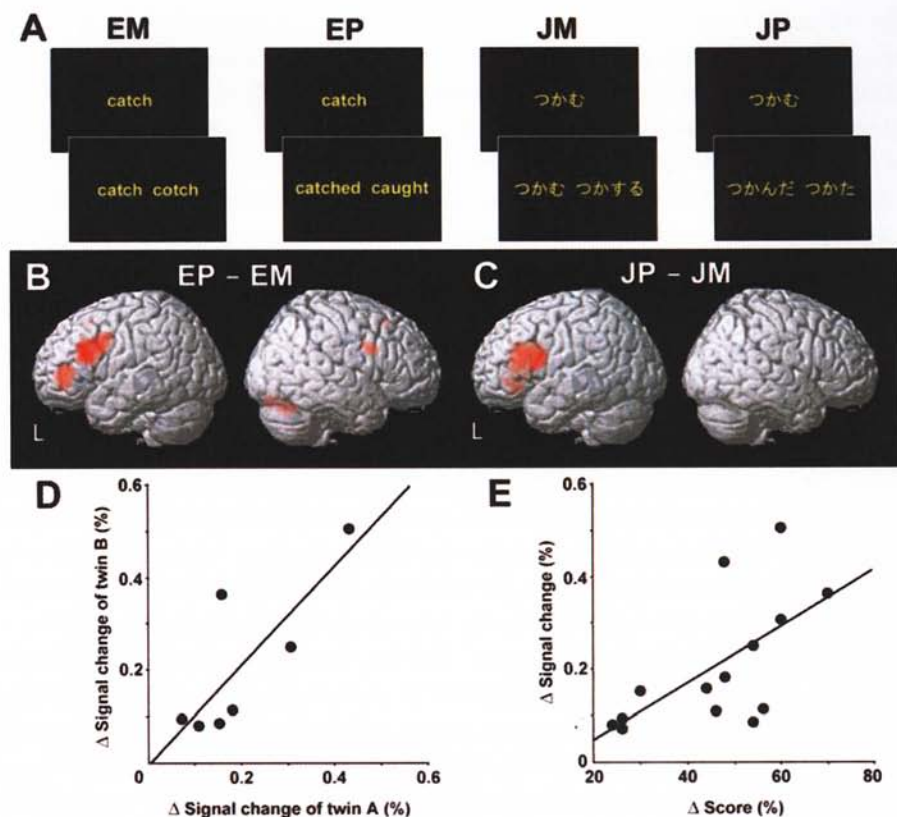 A
EM EP JM JP
catch catch つかむ つかむ
catch cotch catched caught つかむ つかする つかんだ つかた
B EP – EM C JP – JM
L L
D E
Δ Signal change of twin B (%)
0.6
0.4
0.2
0
0.2 0.4 0.6
Δ Signal change of twin A (%)
Δ Signal change (%)
0.6
0.4
0.2
0
20 40 60 80
Δ Score (%)